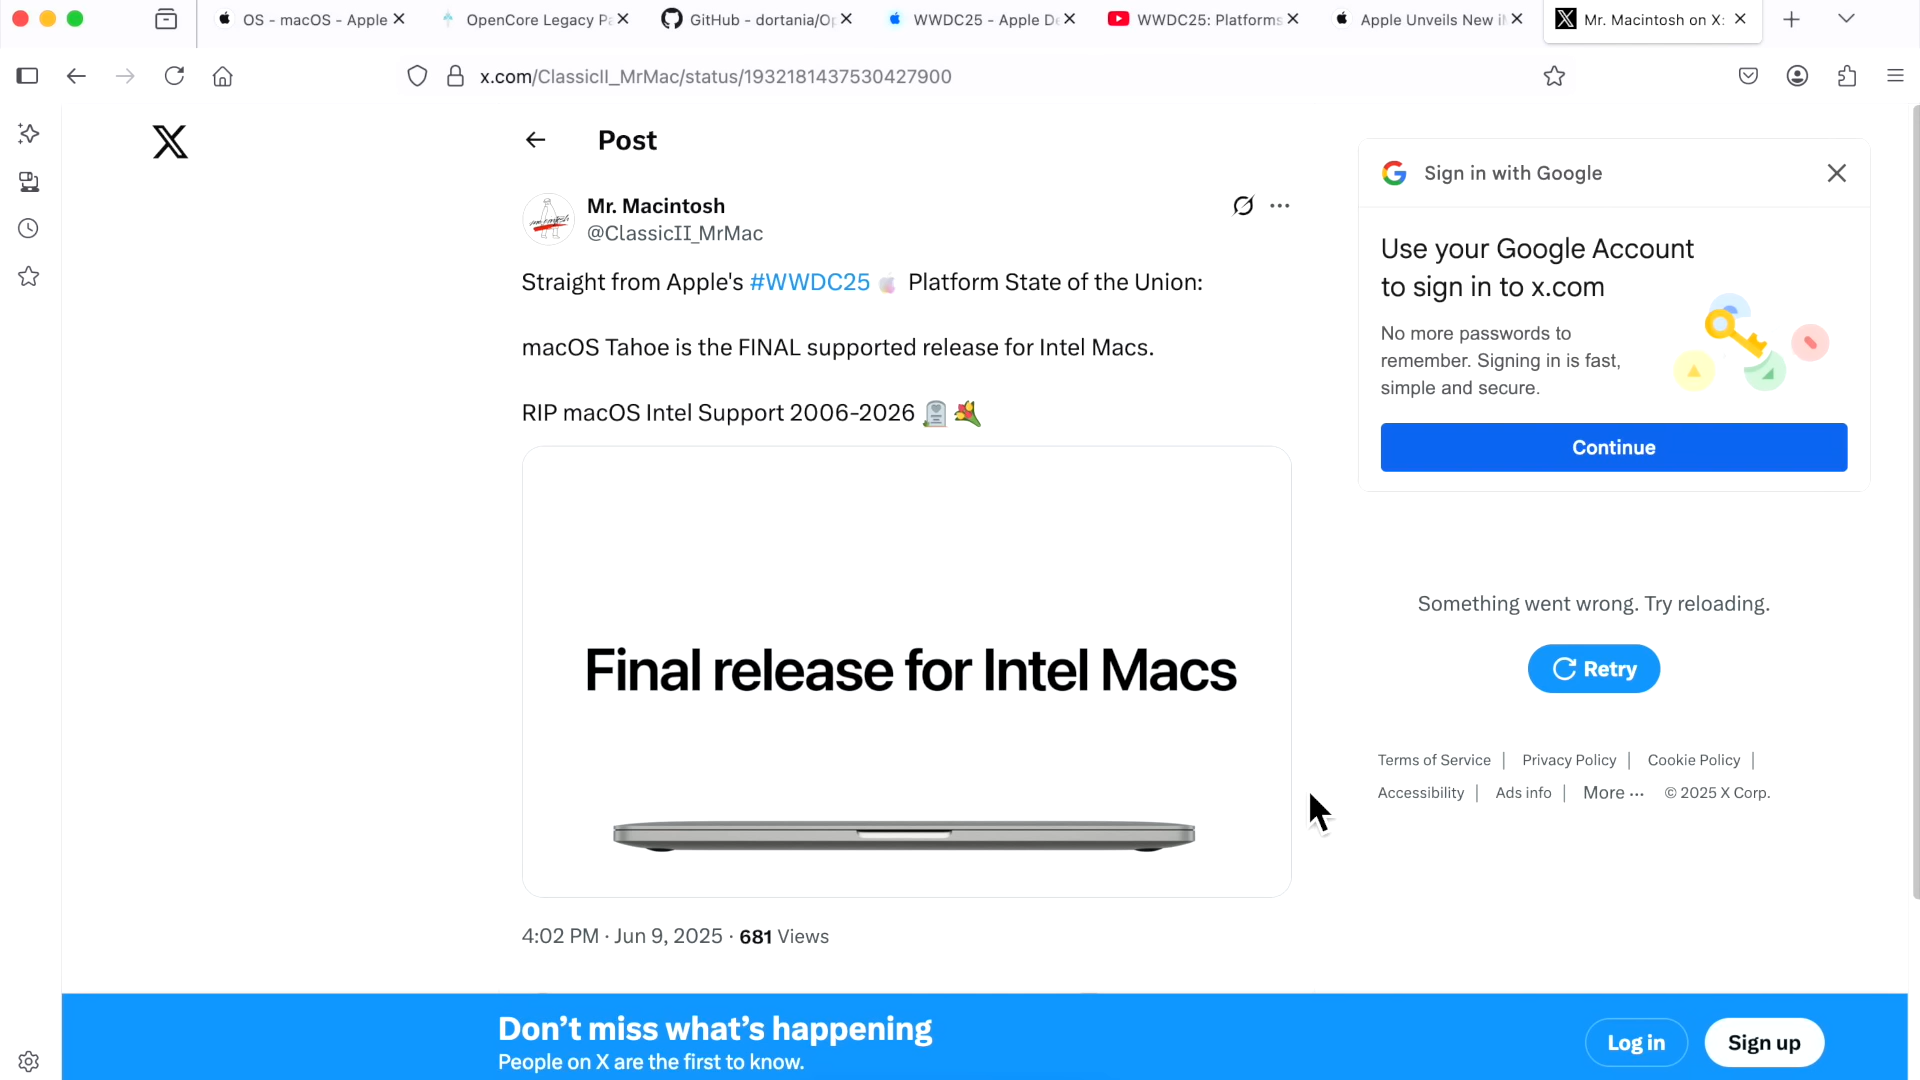 OS - macOS - Apple
OpenCore Legacy Pa
GitHub - dortania/Op
WWDC25 - Apple De
WWDC25: Platforms
Apple Unveils New i
Mr. Macintosh on X:
x.com/ClassicII_MrMac/status/1932181437530427900
Post
Mr. Macintosh
@ClassicII_MrMac
Straight from Apple's #WWDC25 Platform State of the Union:
macOS Tahoe is the FINAL supported release for Intel Macs.
RIP macOS Intel Support 2006-2026
Final release for Intel Macs
4:02 PM · Jun 9, 2025 · 681 Views
Sign in with Google
Use your Google Account
to sign in to x.com
No more passwords to
remember. Signing in is fast,
simple and secure.
Continue
Something went wrong. Try reloading.
Retry
Terms of Service | Privacy Policy | Cookie Policy |
Accessibility | Ads info | More ··· © 2025 X Corp.
Don’t miss what’s happening
People on X are the first to know.
Log in
Sign up